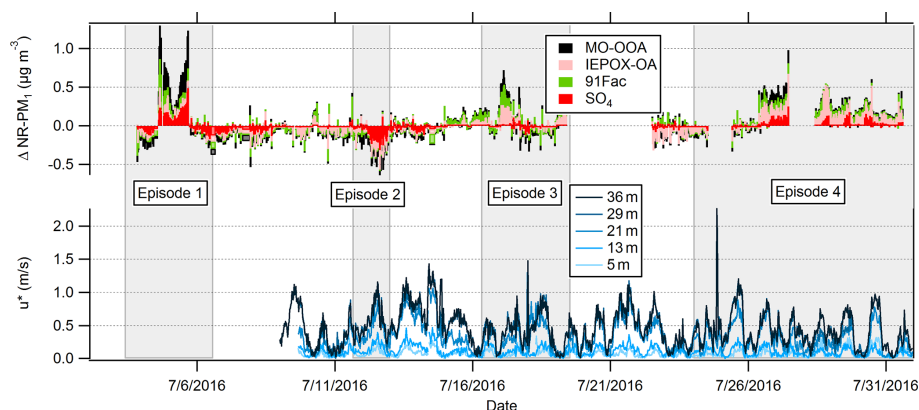 Δ NR-PM₁ (µg m⁻³)
1.0
0.5
0.0
-0.5
MO-OOA
IEPOX-OA
91Fac
SO₄
Episode 1
Episode 2
Episode 3
Episode 4
36 m
29 m
21 m
13 m
5 m
u* (m/s)
2.0
1.5
1.0
0.5
0.0
7/6/2016
7/11/2016
7/16/2016
7/21/2016
7/26/2016
7/31/2016
Date